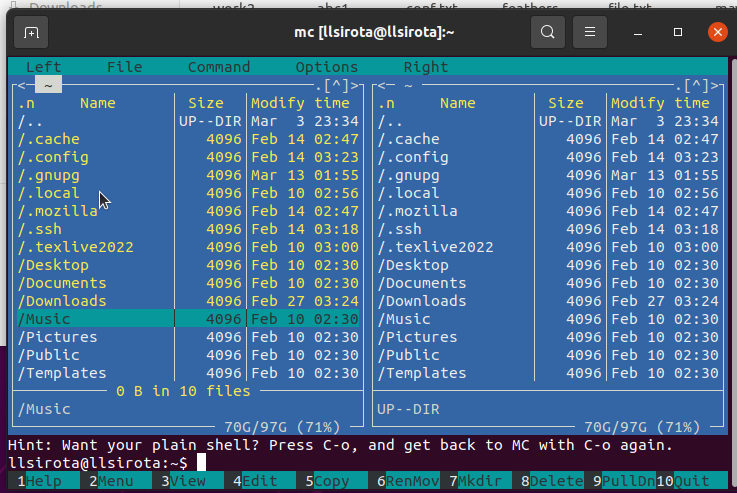 Downloads work2 abc1 conf.txt feathers file.txt
mc [llsirota@llsirota]:~
Left File Command Options Right
<─ ~ .[^]> <─ ~ .[^]>
.n Name Size Modify time .n Name Size Modify time
/.. UP--DIR Mar 3 23:34 /.. UP--DIR Mar 3 23:34
/.cache 4096 Feb 14 02:47 /.cache 4096 Feb 14 02:47
/.config 4096 Feb 14 03:23 /.config 4096 Feb 14 03:23
/.gnupg 4096 Mar 13 01:55 /.gnupg 4096 Mar 13 01:55
/.local 4096 Feb 10 02:56 /.local 4096 Feb 10 02:56
/.mozilla 4096 Feb 14 02:47 /.mozilla 4096 Feb 14 02:47
/.ssh 4096 Feb 14 03:18 /.ssh 4096 Feb 14 03:18
/.texlive2022 4096 Feb 10 03:00 /.texlive2022 4096 Feb 10 03:00
/Desktop 4096 Feb 10 02:30 /Desktop 4096 Feb 10 02:30
/Documents 4096 Feb 10 02:30 /Documents 4096 Feb 10 02:30
/Downloads 4096 Feb 27 03:24 /Downloads 4096 Feb 27 03:24
/Music 4096 Feb 10 02:30 /Music 4096 Feb 10 02:30
/Pictures 4096 Feb 10 02:30 /Pictures 4096 Feb 10 02:30
/Public 4096 Feb 10 02:30 /Public 4096 Feb 10 02:30
/Templates 4096 Feb 10 02:30 /Templates 4096 Feb 10 02:30
0 B in 10 files
/Music UP--DIR
70G/97G (71%) 70G/97G (71%)
Hint: Want your plain shell? Press C-o, and get back to MC with C-o again.
llsirota@llsirota:~$
1Help 2Menu 3View 4Edit 5Copy 6RenMov 7Mkdir 8Delete 9PullDn 10Quit